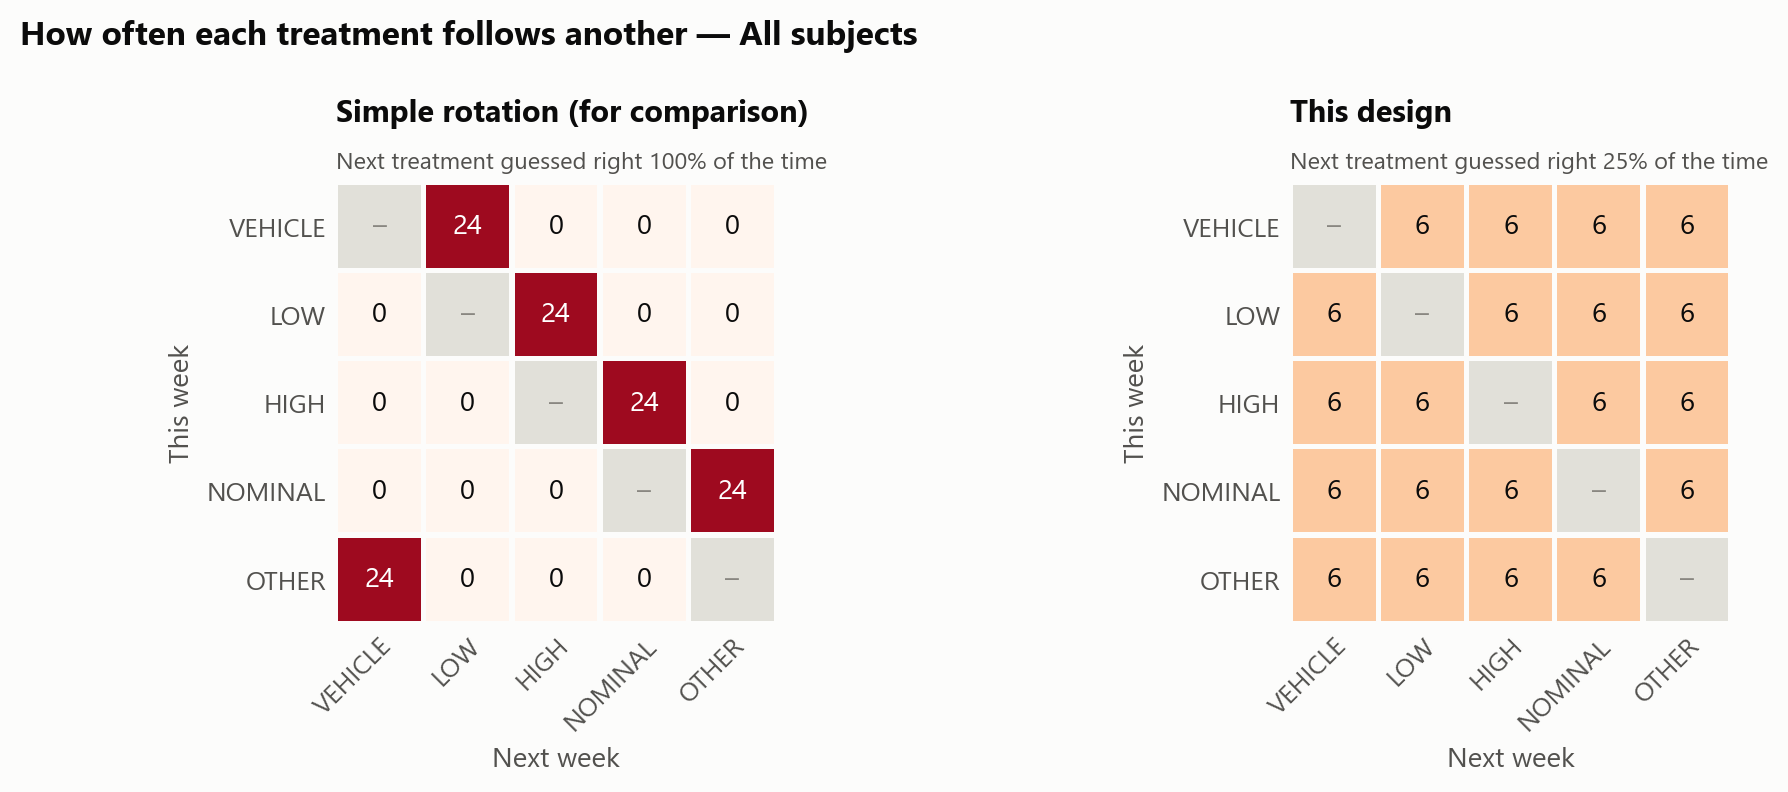 How often each treatment follows another — All subjects
Simple rotation (for comparison)
Next treatment guessed right 100% of the time
VEHICLE – 24 0 0 0
LOW 0 – 24 0 0
HIGH 0 0 – 24 0
NOMINAL 0 0 0 – 24
OTHER 24 0 0 0 –
This week
VEHICLE LOW HIGH NOMINAL OTHER
Next week
This design
Next treatment guessed right 25% of the time
VEHICLE – 6 6 6 6
LOW 6 – 6 6 6
HIGH 6 6 – 6 6
NOMINAL 6 6 6 – 6
OTHER 6 6 6 6 –
This week
VEHICLE LOW HIGH NOMINAL OTHER
Next week